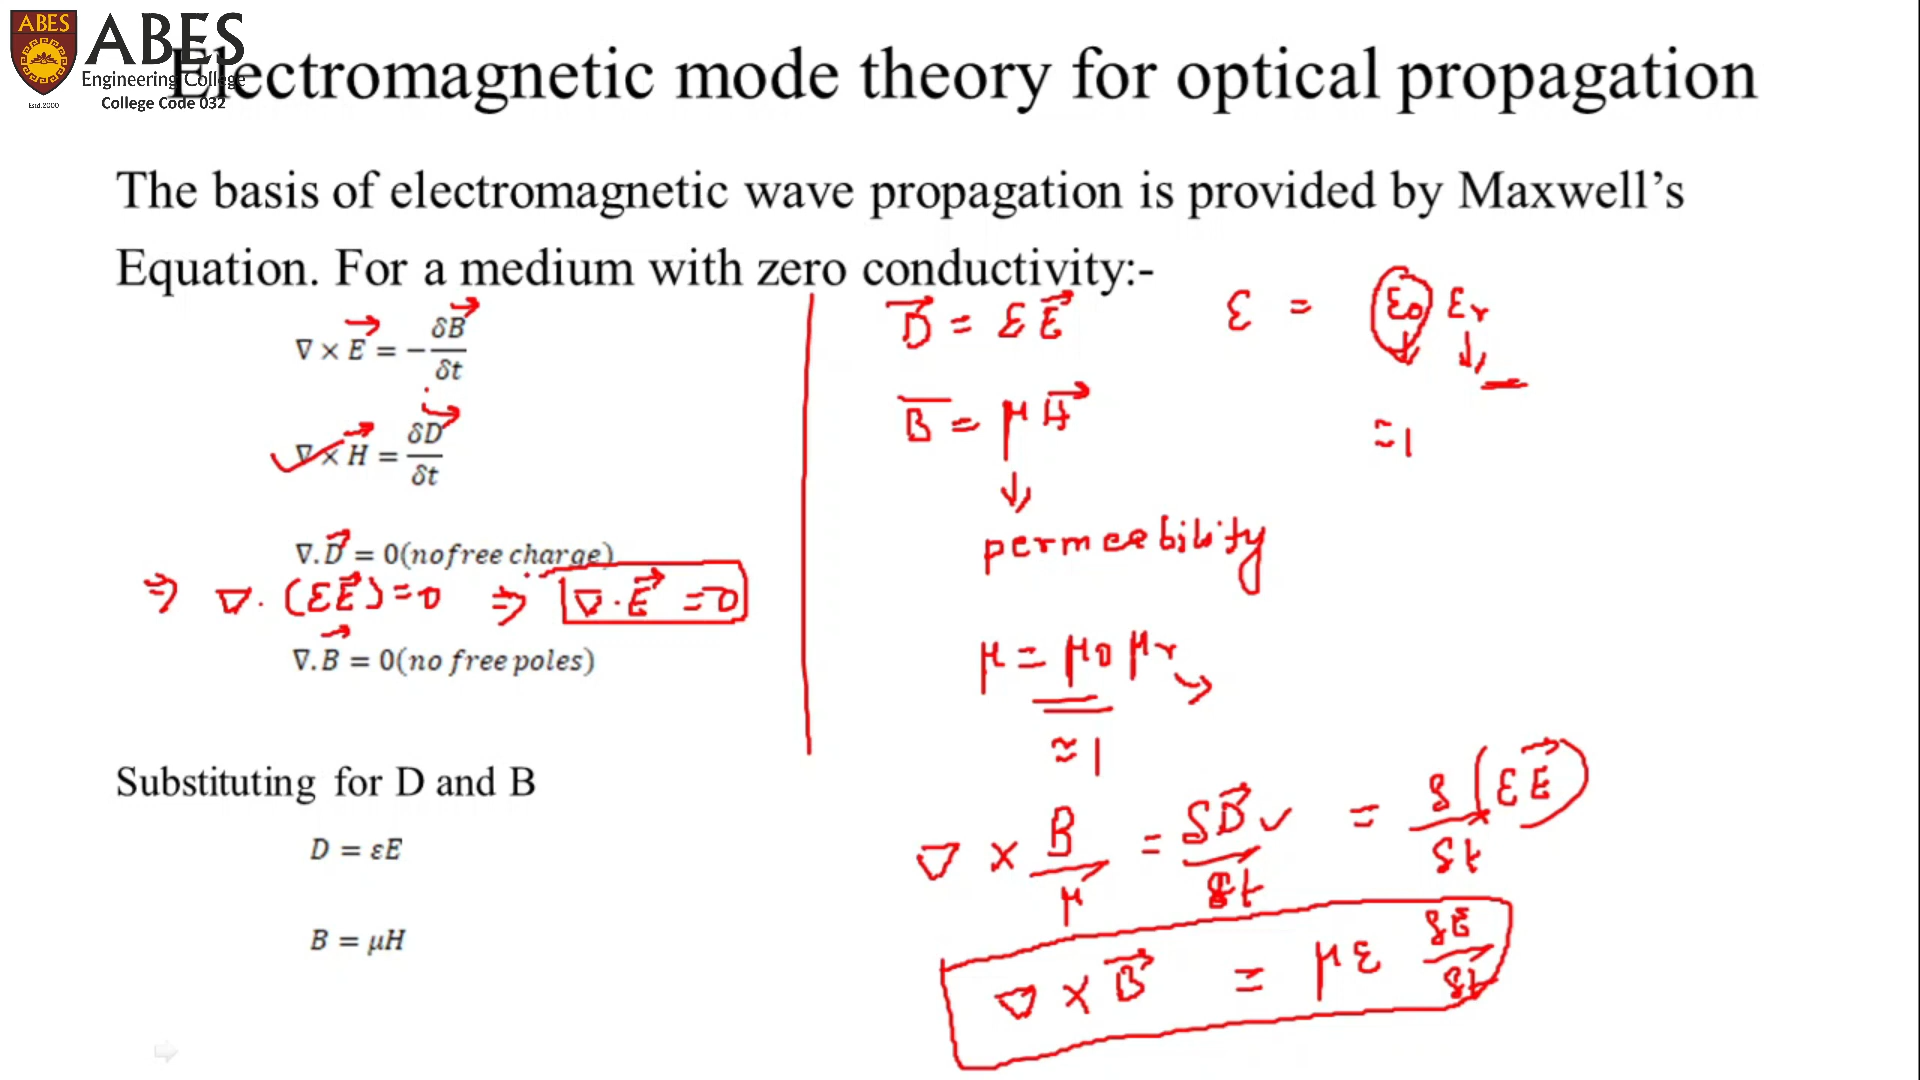 ABES
ABES
Engineering College
Estd.2000
College Code 032
Electromagnetic mode theory for optical propagation
The basis of electromagnetic wave propagation is provided by Maxwell’s
Equation. For a medium with zero conductivity:-
∇ × E⃗ = − δB⃗/δt
∇ × H⃗ = δD⃗/δt
∇.D⃗ = 0(no free charge)
⇒ ∇. (εE⃗) = 0 ⇒ ∇.E⃗ = 0
∇.B⃗ = 0(no free poles)
Substituting for D and B
D = εE
B = μH
D⃗ = εE⃗
ε = ε0 εr
B = μH⃗
≈1
↓
permeability
μ = μ0 μr
≈1
∇ × B/μ = δD⃗/δt = δ(εE⃗)/δt
∇ × B⃗ = με δE/δt